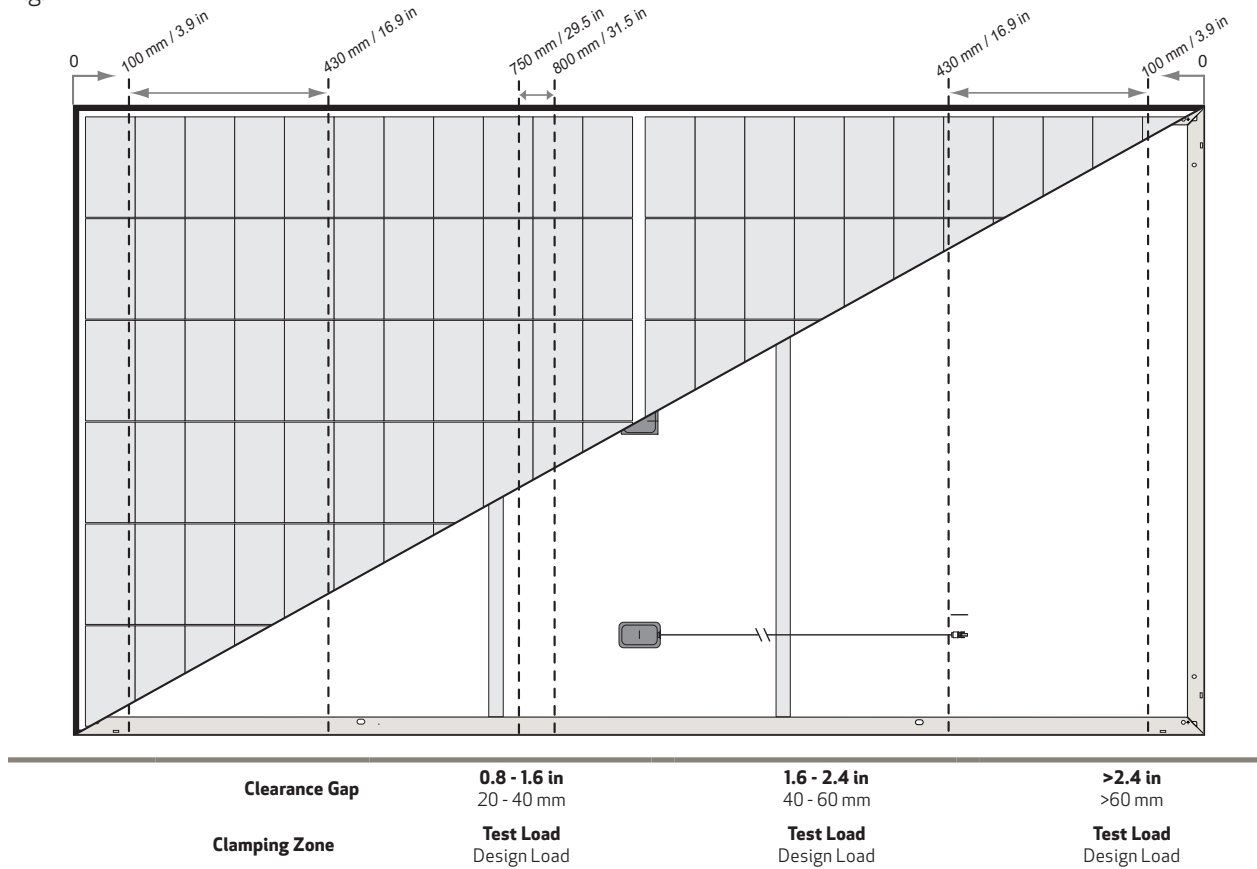 g.
0
100 mm / 3.9 in
430 mm / 16.9 in
750 mm / 29.5 in
800 mm / 31.5 in
430 mm / 16.9 in
100 mm / 3.9 in
0
Clearance Gap
0.8 - 1.6 in
20 - 40 mm
1.6 - 2.4 in
40 - 60 mm
>2.4 in
>60 mm
Clamping Zone
Test Load
Design Load
Test Load
Design Load
Test Load
Design Load